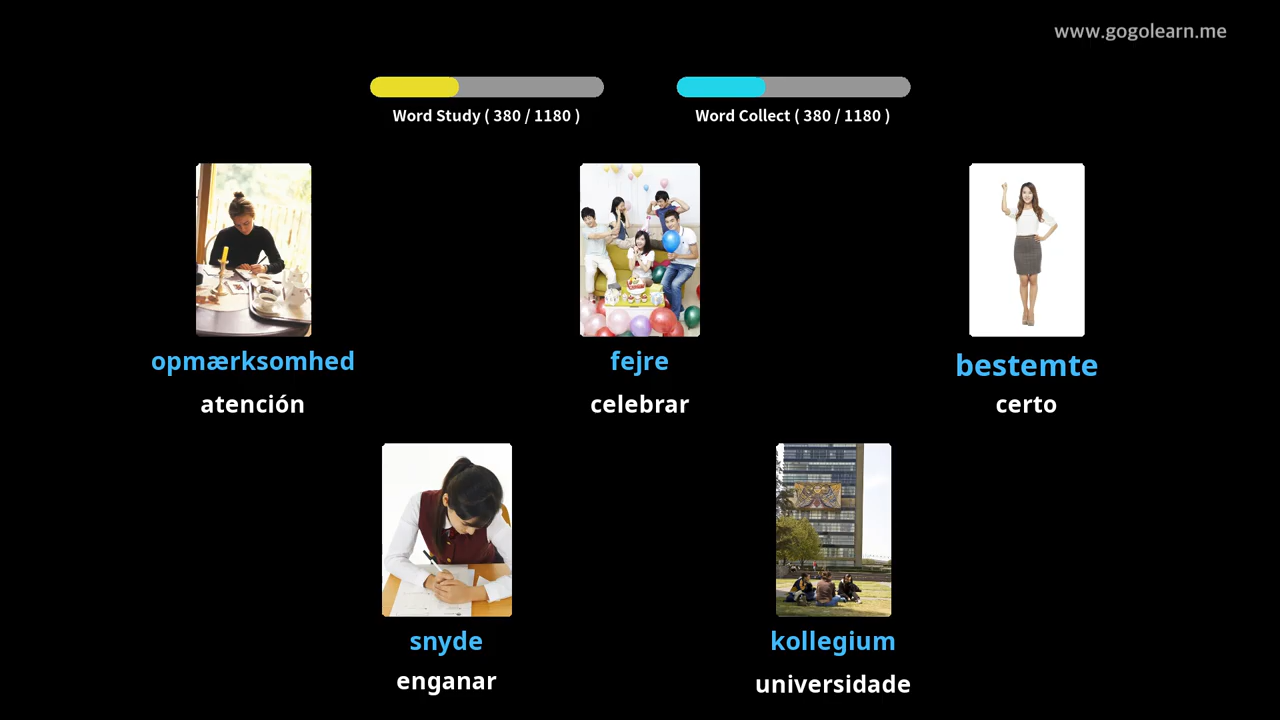 www.gogolearn.me
Word Study ( 380 / 1180 )
Word Collect ( 380 / 1180 )
opmærksomhed
atención
fejre
celebrar
bestemte
certo
snyde
enganar
kollegium
universidade